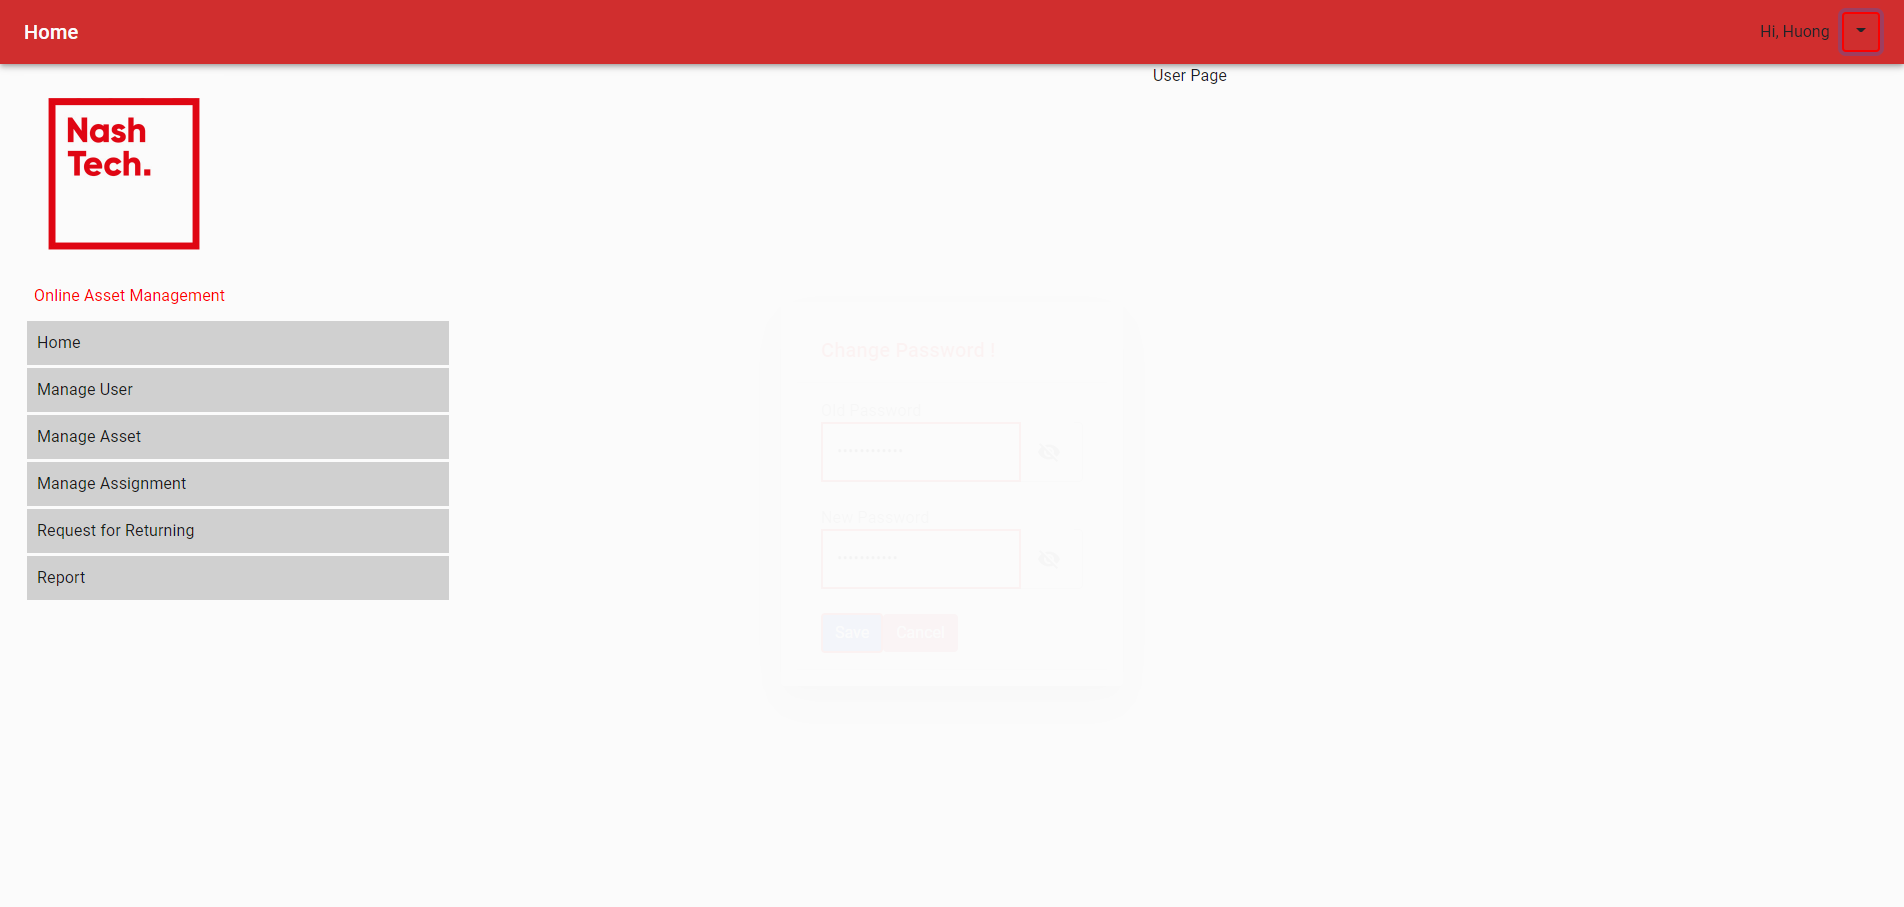 Home
Hi, Huong
User Page
Nash
Tech.
Online Asset Management
Home
Manage User
Manage Asset
Manage Assignment
Request for Returning
Report
Change Password |
Old Password
New Password
Save Cancel